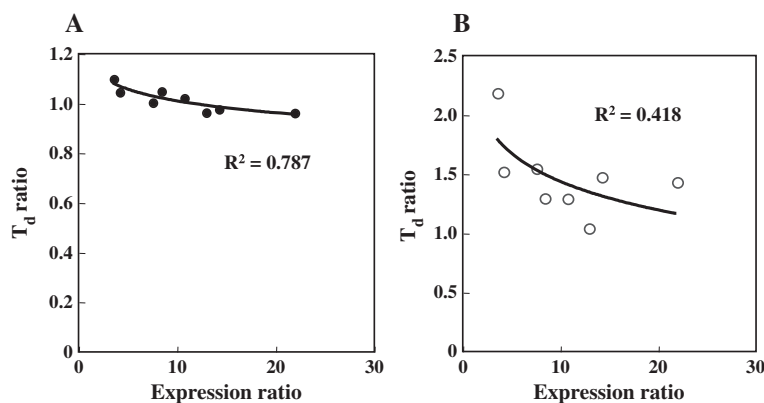 A
1.2
1.0
0.8
0.6
0.4
0.2
0
T_d ratio
R² = 0.787
0 10 20 30
Expression ratio
B
2.5
2.0
1.5
1.0
0.5
0
T_d ratio
R² = 0.418
0 10 20 30
Expression ratio